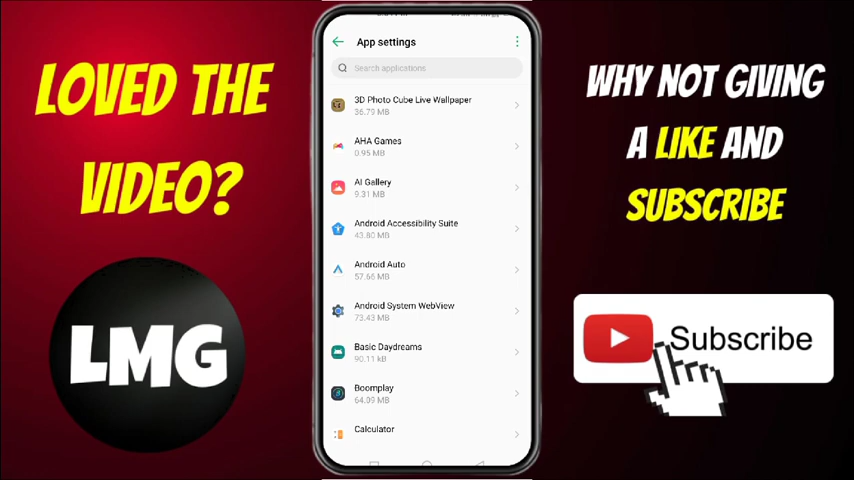 LOVED THE
VIDEO?
LMG
App settings
Search applications
3D Photo Cube Live Wallpaper
36.79 MB
AHA Games
0.95 MB
AI Gallery
9.31 MB
Android Accessibility Suite
43.80 MB
Android Auto
57.66 MB
Android System WebView
73.43 MB
Basic Daydreams
90.11 kB
Boomplay
64.09 MB
Calculator
WHY NOT GIVING
A LIKE AND
SUBSCRIBE
Subscribe